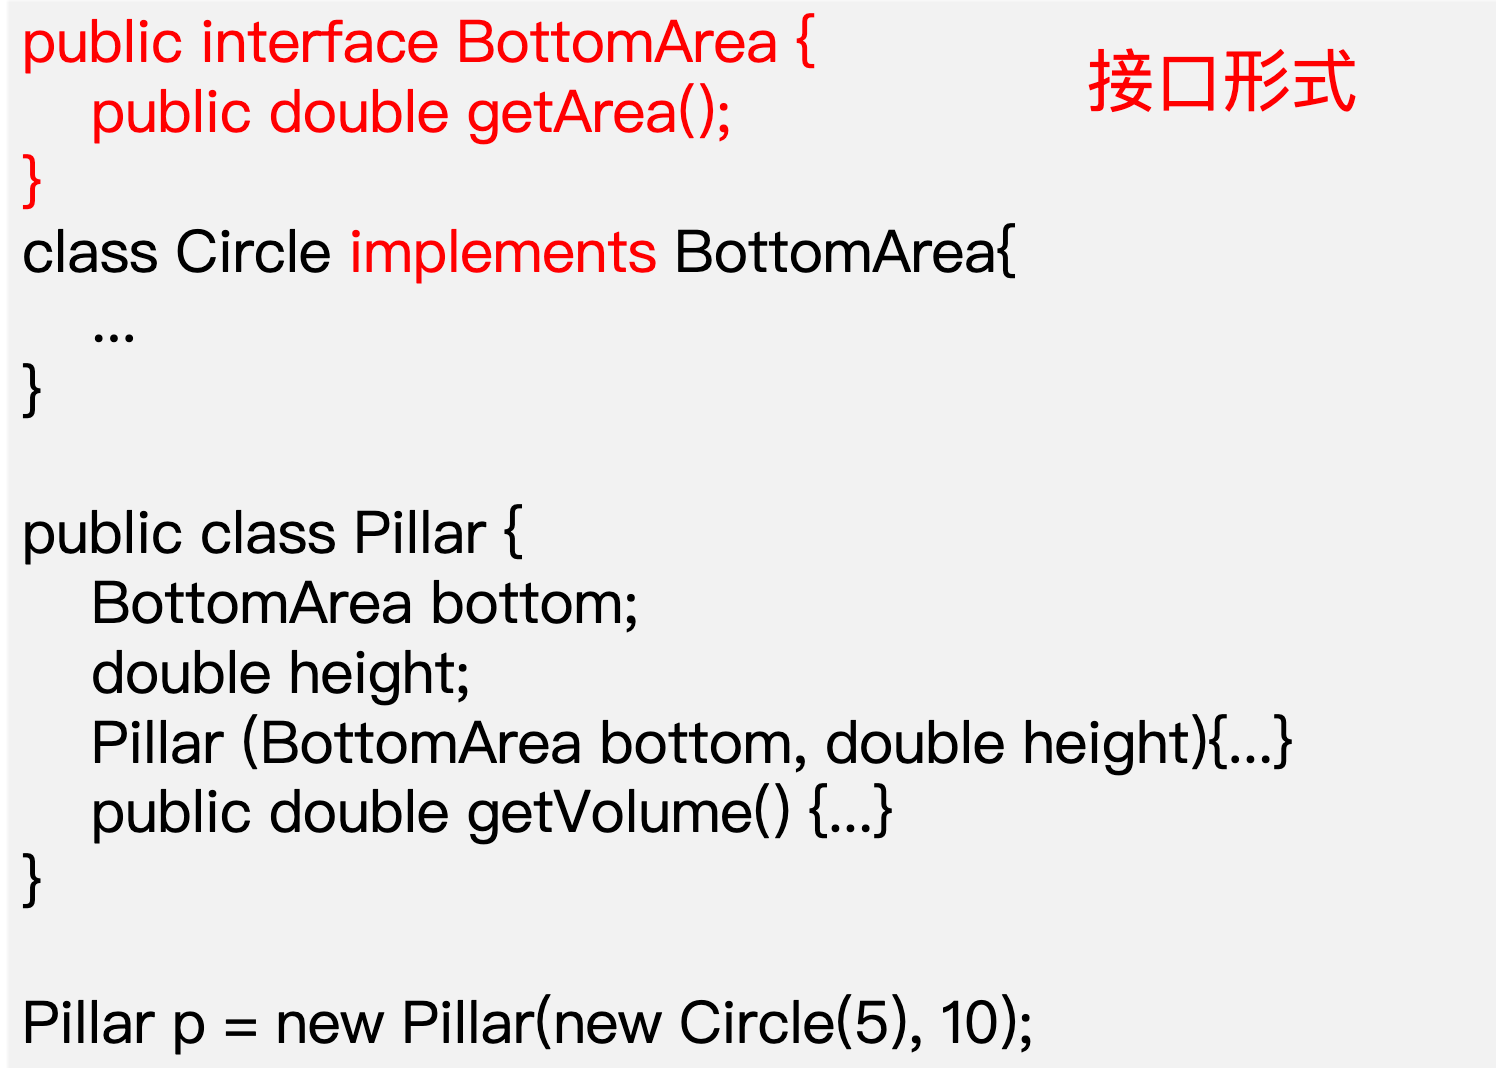 public interface BottomArea {
接口形式
public double getArea();
}
class Circle implements BottomArea{
...
}
public class Pillar {
BottomArea bottom;
double height;
Pillar (BottomArea bottom, double height){...}
public double getVolume() {...}
}
Pillar p = new Pillar(new Circle(5), 10);